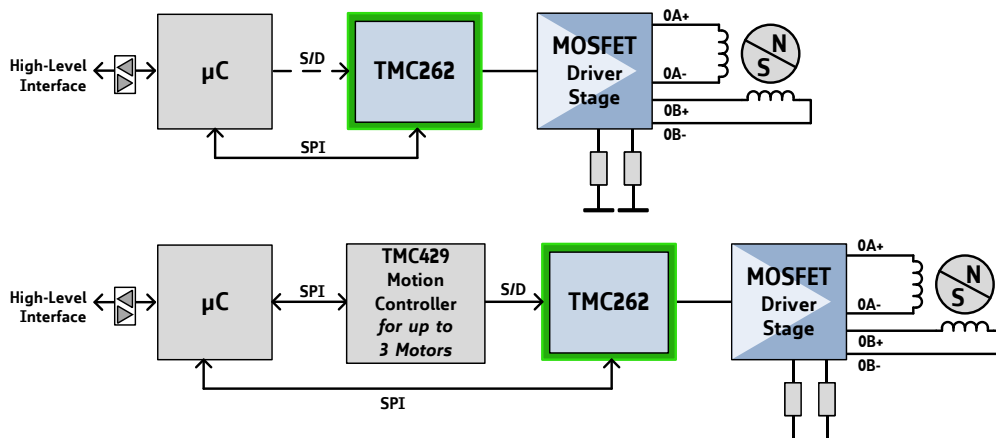 High-Level
Interface
µC
S/D
TMC262
SPI
MOSFET
Driver
Stage
0A+
0A-
0B+
0B-
N
S
High-Level
Interface
µC
SPI
TMC429
Motion
Controller
for up to
3 Motors
S/D
TMC262
SPI
MOSFET
Driver
Stage
0A+
0A-
0B+
0B-
N
S